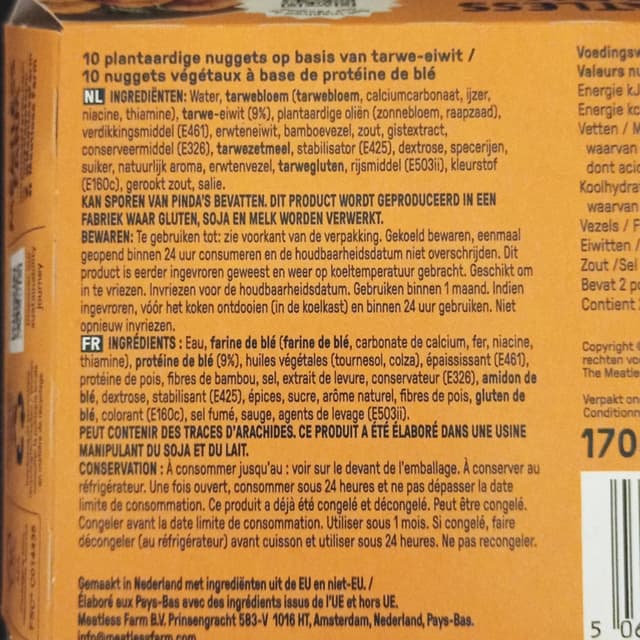 10 plantaardige nuggets op basis van tarwe-eiwit /
10 nuggets végétaux à base de protéine de blé
NL INGREDIËNTEN: Water, tarwebloem (tarwebloem, calciumcarbonaat, ijzer,
niacine, thiamine), tarwe-eiwit (9%), plantaardige oliën (zonnebloem, raapzaad),
verdikkingsmiddel (E461), erwteneiwit, bamboevezel, zout, gistextract,
conserveermiddel (E326), tarwezetmeel, stabilisator (E425), dextrose, specerijen,
suiker, natuurlijk aroma, erwtenvezel, tarwegluten, rijsmiddel (E503ii), kleurstof
(E160c), gerookt zout, salie.
KAN SPOREN VAN PINDA'S BEVATTEN. DIT PRODUCT WORDT GEPRODUCEERD IN EEN
FABRIEK WAAR GLUTEN, SOJA EN MELK WORDEN VERWERKT.
BEWAREN: Te gebruiken tot: zie voorkant van de verpakking. Gekoeld bewaren, eenmaal
geopend binnen 24 uur consumeren en de houdbaarheidsdatum niet overschrijden. Dit
product is eerder ingevroren geweest en weer op koeltemperatuur gebracht. Geschikt om
in te vriezen. Invriezen voor de houdbaarheidsdatum. Gebruiken binnen 1 maand. Indien
ingevroren, vóór het koken ontdooien (in de koelkast) en binnen 24 uur gebruiken. Niet
opnieuw invriezen.
FR INGRÉDIENTS : Eau, farine de blé (farine de blé, carbonate de calcium, fer, niacine,
thiamine), protéine de blé (9%), huiles végétales (tournesol, colza), épaississant (E461),
protéine de pois, fibres de bambou, sel, extrait de levure, conservateur (E326), amidon de
blé, dextrose, stabilisant (E425), épices, sucre, arôme naturel, fibres de pois, gluten de
blé, colorant (E160c), sel fumé, sauge, agents de levage (E503ii).
PEUT CONTENIR DES TRACES D'ARACHIDES. CE PRODUIT A ÉTÉ ÉLABORÉ DANS UNE USINE
MANIPULANT DU SOJA ET DU LAIT.
CONSERVATION : À consommer jusqu'au : voir sur le devant de l'emballage. À conserver au
réfrigérateur. Une fois ouvert, consommer sous 24 heures et ne pas dépasser la date
limite de consommation. Ce produit a déjà été congelé et décongelé. Peut être congelé.
Congeler avant la date limite de consommation. Utiliser sous 1 mois. Si congelé, faire
décongeler (au réfrigérateur) avant cuisson et utiliser sous 24 heures. Ne pas recongeler.
Gemaakt in Nederland met ingrediënten uit de EU en niet-EU. /
Élaboré aux Pays-Bas avec des ingrédients issus de l'UE et hors UE.
Meatless Farm B.V. Prinsengracht 583-V 1016 HT, Amsterdam, Nederland, Pays-Bas.
info@meatlessfarm.com
Voedingsw
Valeurs nu
Energie kJ
Energie kc
Vetten / M
waarvan
dont acid
Koolhydra
waarvan
Vezels / F
Eiwitten /
Zout /Sel
Bevat 2 po
Contient
Copyright ©
rechten voo
The Meatles
Verpakt on
Conditionn
170
5 06
journey